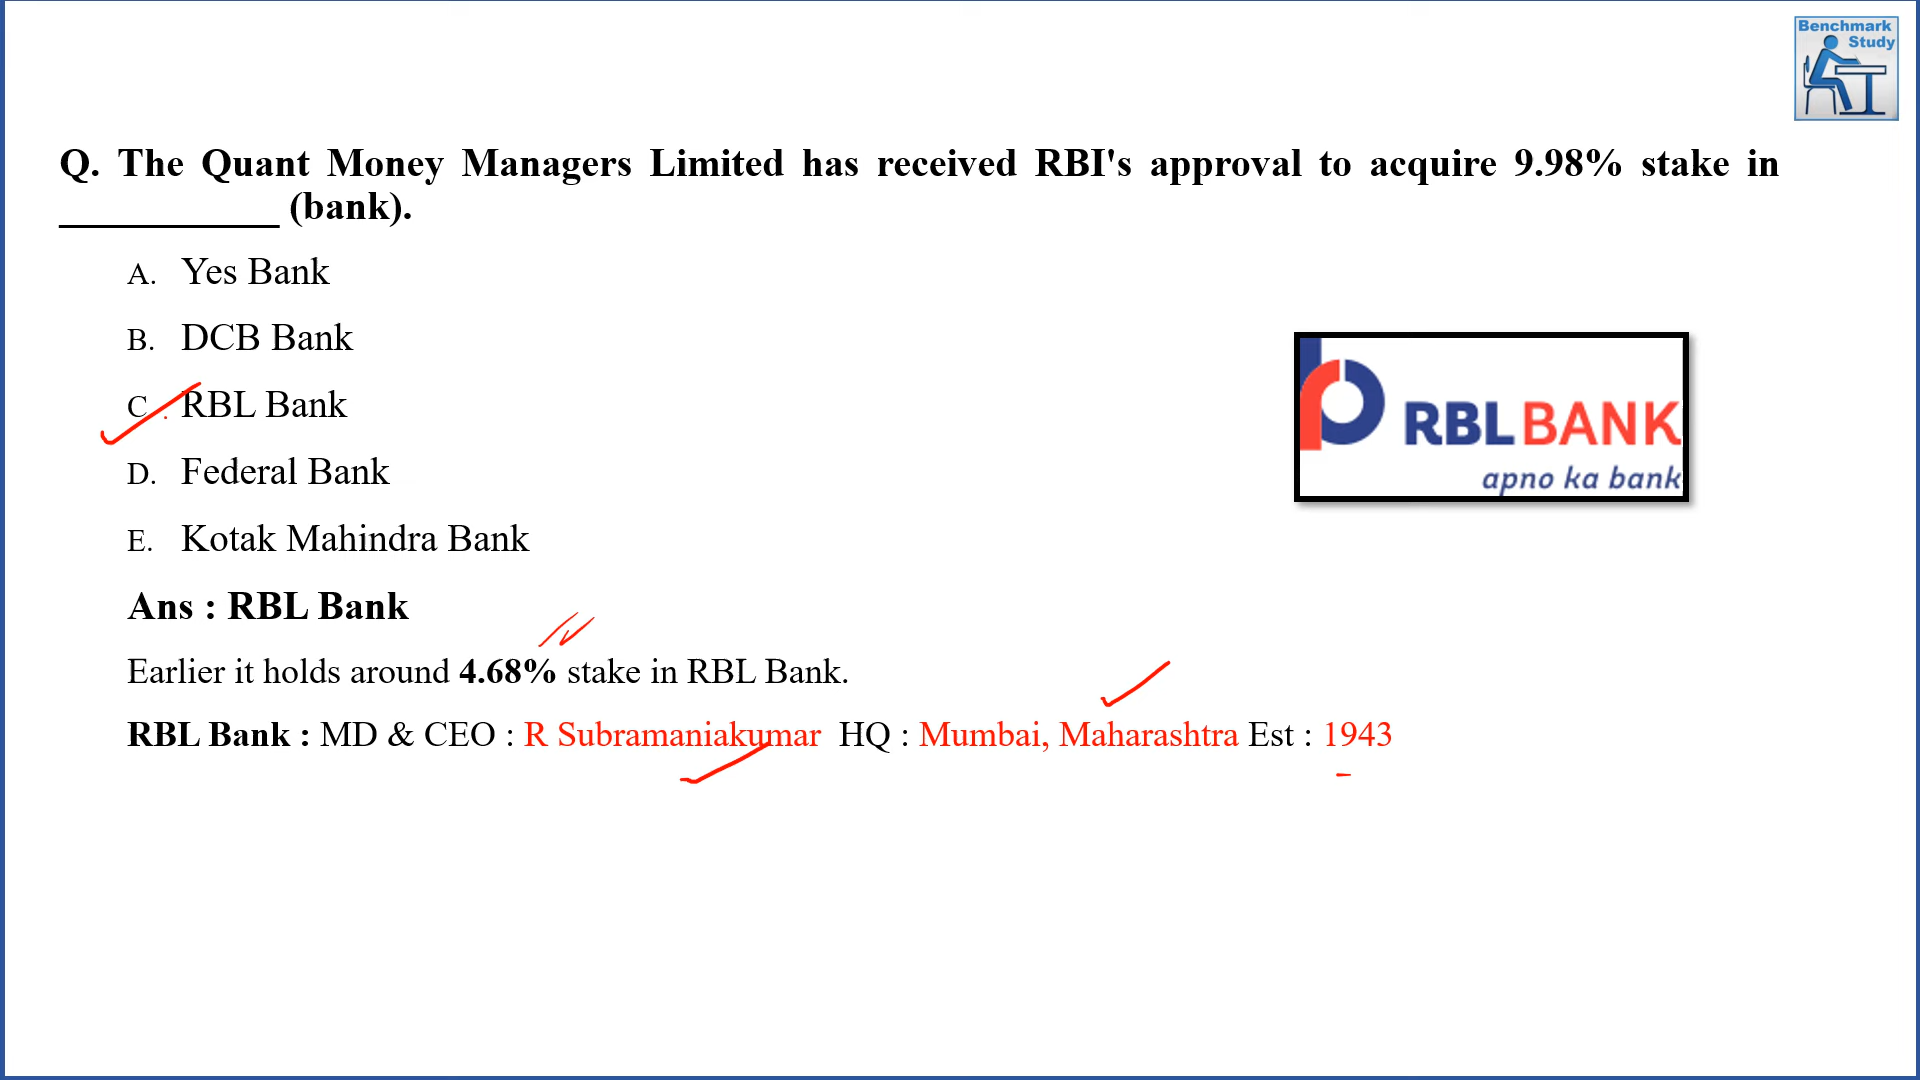 Benchmark
Study
Q. The Quant Money Managers Limited has received RBI's approval to acquire 9.98% stake in
___________ (bank).
A. Yes Bank
B. DCB Bank
C. RBL Bank
RBL BANK
apno ka bank
D. Federal Bank
E. Kotak Mahindra Bank
Ans : RBL Bank
Earlier it holds around 4.68% stake in RBL Bank.
RBL Bank : MD & CEO : R Subramaniakumar HQ : Mumbai, Maharashtra Est : 1943